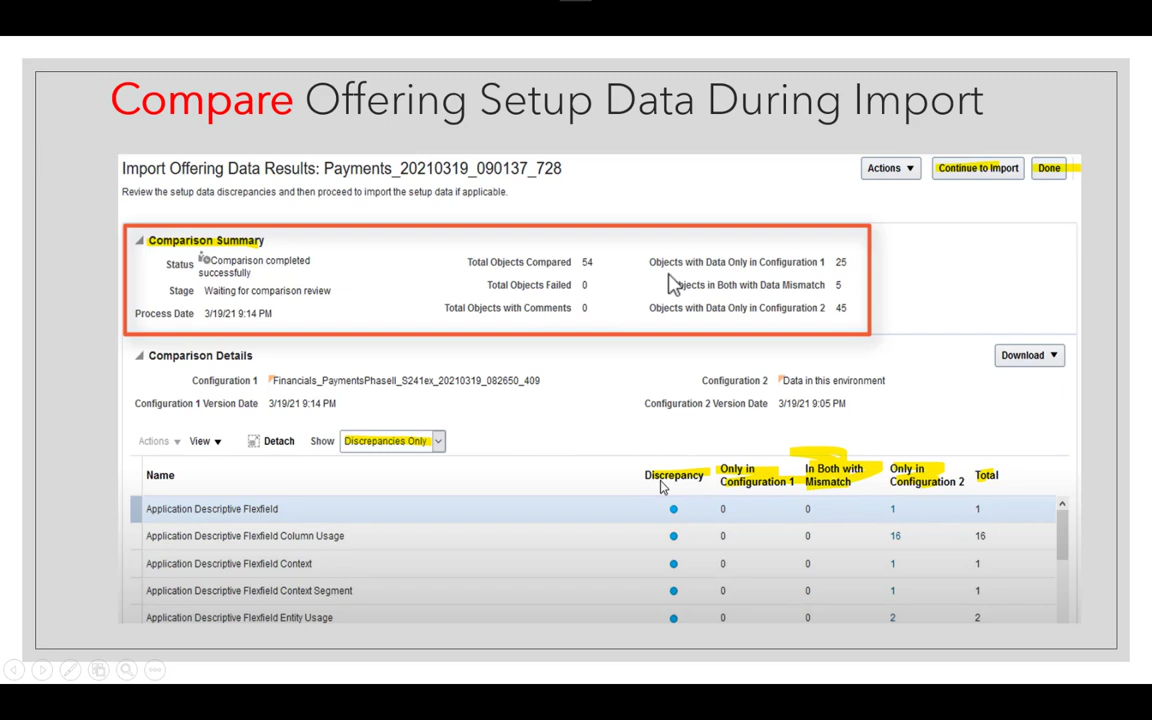 Compare Offering Setup Data During Import
Import Offering Data Results: Payments_20210319_090137_728
Actions Continue to Import Done
Review the setup data discrepancies and then proceed to import the setup data if applicable.
Comparison Summary
Status Comparison completed successfully
Stage Waiting for comparison review
Process Date 3/19/21 9:14 PM
Total Objects Compared 54
Total Objects Failed 0
Total Objects with Comments 0
Objects with Data Only in Configuration 1 25
in Both with Data Mismatch 5
Objects with Data Only in Configuration 2 45
Comparison Details
Download
Configuration 1 Financials_PaymentsPhaseII_S241ex_20210319_082650_409
Configuration 2 Data in this environment
Configuration 1 Version Date 3/19/21 9:14 PM
Configuration 2 Version Date 3/19/21 9:05 PM
Actions View Detach Show Discrepancies Only
Name Discrepancy Only in Configuration 1 In Both with Mismatch Only in Configuration 2 Total
Application Descriptive Flexfield 0 0 1 1
Application Descriptive Flexfield Column Usage 0 0 16 16
Application Descriptive Flexfield Context 0 0 1 1
Application Descriptive Flexfield Context Segment 0 0 1 1
Application Descriptive Flexfield Entity Usage 0 0 2 2